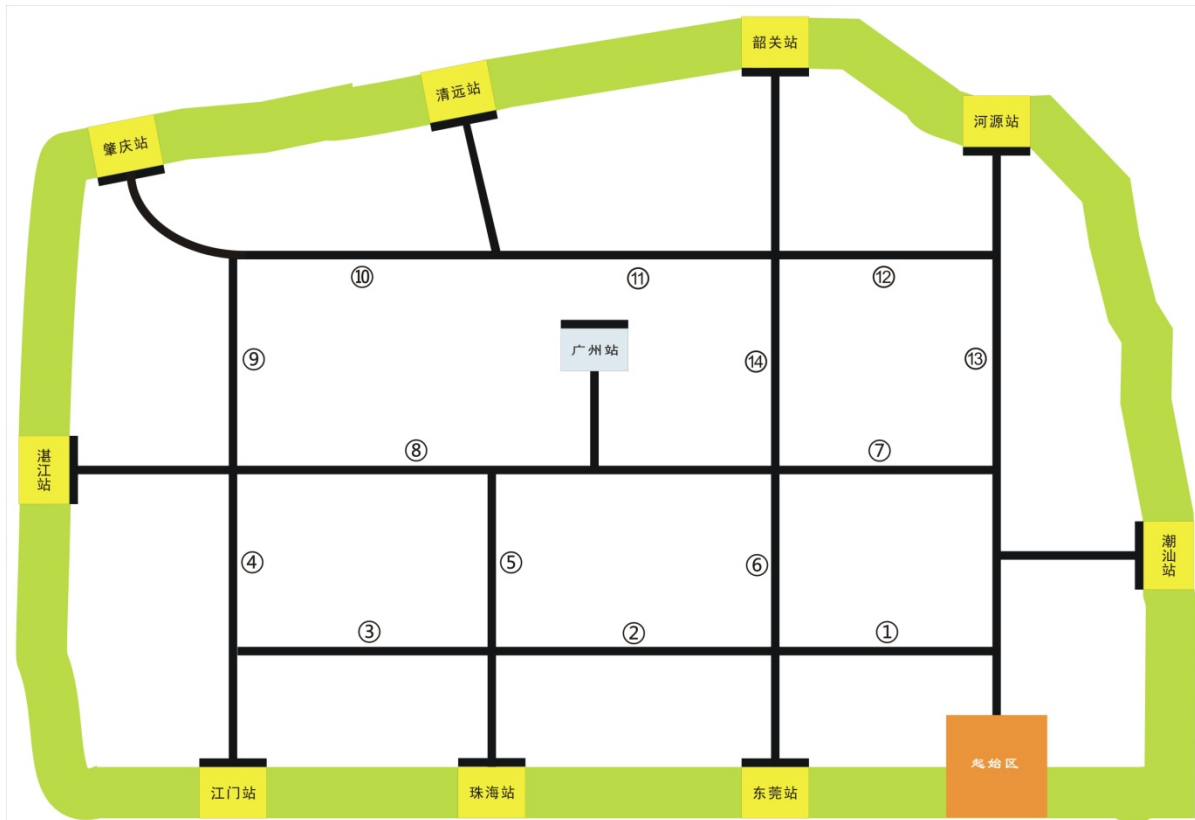 韶关站
清远站
河源站
肇庆站
⑩
⑪
⑫
广州站
⑨
⑭
⑬
⑧
⑦
湛江站
潮汕站
④
⑤
⑥
③
②
①
起始区
江门站
珠海站
东莞站